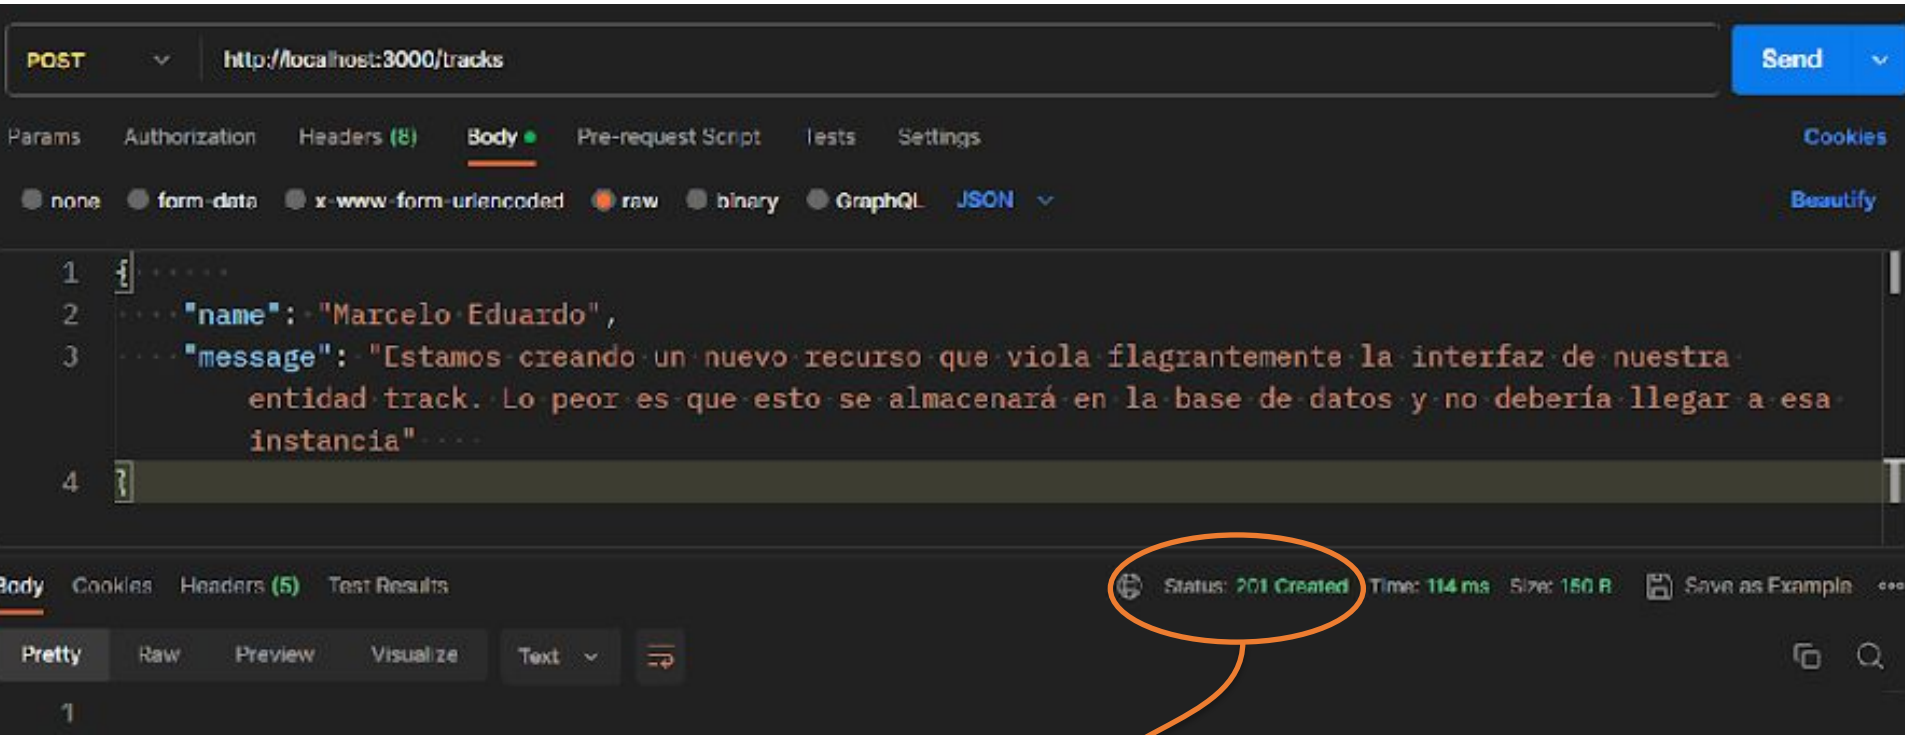 POST http://localhost:3000/tracks Send
Params Authorization Headers (8) Body Pre-request Script Tests Settings Cookies
none form-data x-www-form-urlencoded raw binary GraphQL JSON Beautify
1 {
2 "name": "Marcelo Eduardo",
3 "message": "Estamos creando un nuevo recurso que viola flagrantemente la interfaz de nuestra
entidad track. Lo peor es que esto se almacenará en la base de datos y no debería llegar a esa
instancia"
4 }
Body Cookies Headers (5) Test Results Status: 201 Created Time: 114 ms Size: 150 B Save as Example
Pretty Raw Preview Visualize Text
1